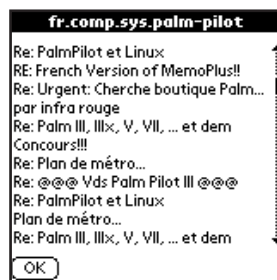 fr.comp.sys.palm-pilot
Re: PalmPilot et Linux
RE: French Version of MemoPlus!!
Re: Urgent: Cherche boutique Palm...
par infra rouge
Re: Palm III, IIIx, V, VII, ... et dem
Concours!!!
Re: Plan de métro...
Re: @@@ Vds Palm Pilot III @@@
Re: PalmPilot et Linux
Plan de métro...
Re: Palm III, IIIx, V, VII, ... et dem
OK